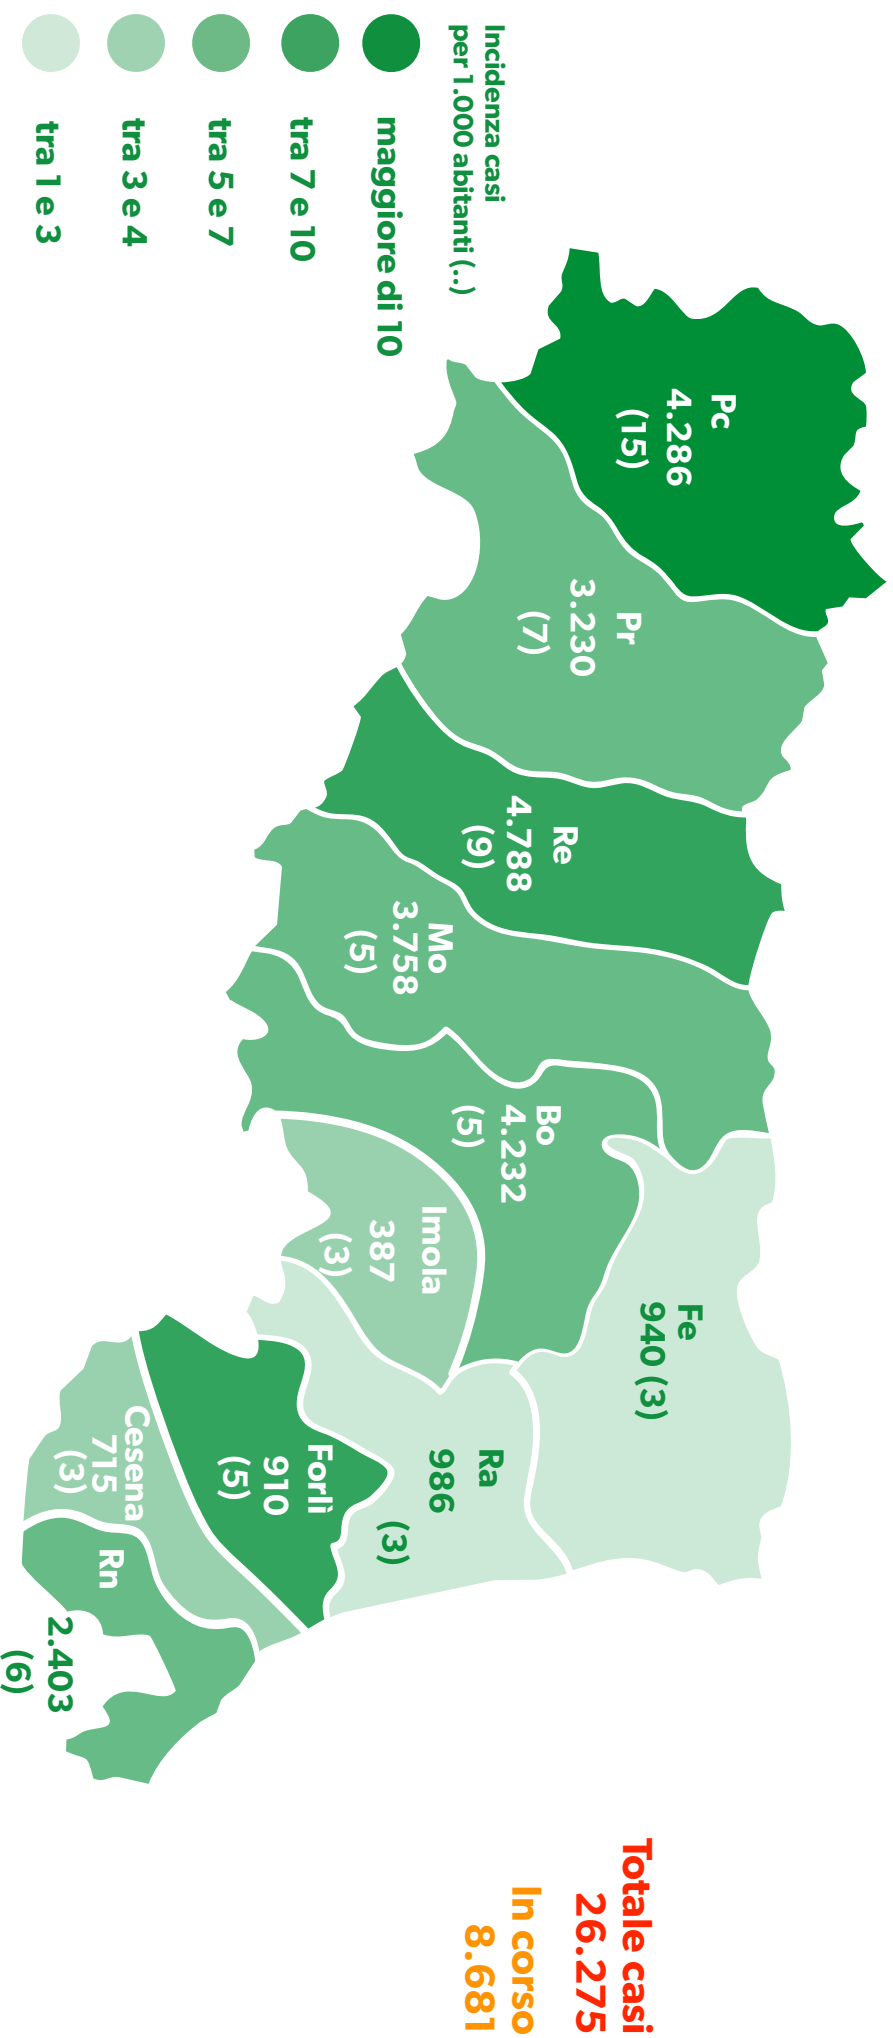 Incidenza casi
per 1.000 abitanti (..)
maggiore di 10
tra 7 e 10
tra 5 e 7
tra 3 e 4
tra 1 e 3
Pc
4.286
(15)
Pr
3.230
(7)
Re
4.788
(9)
Mo
3.758
(5)
Bo
4.232
(5)
Imola
387
(3)
Fe
940 (3)
Ra
986
(3)
Forlì
910
(5)
Cesena
715
(3)
Rn
2.403
(6)
Totale casi
26.275
In corso
8.681